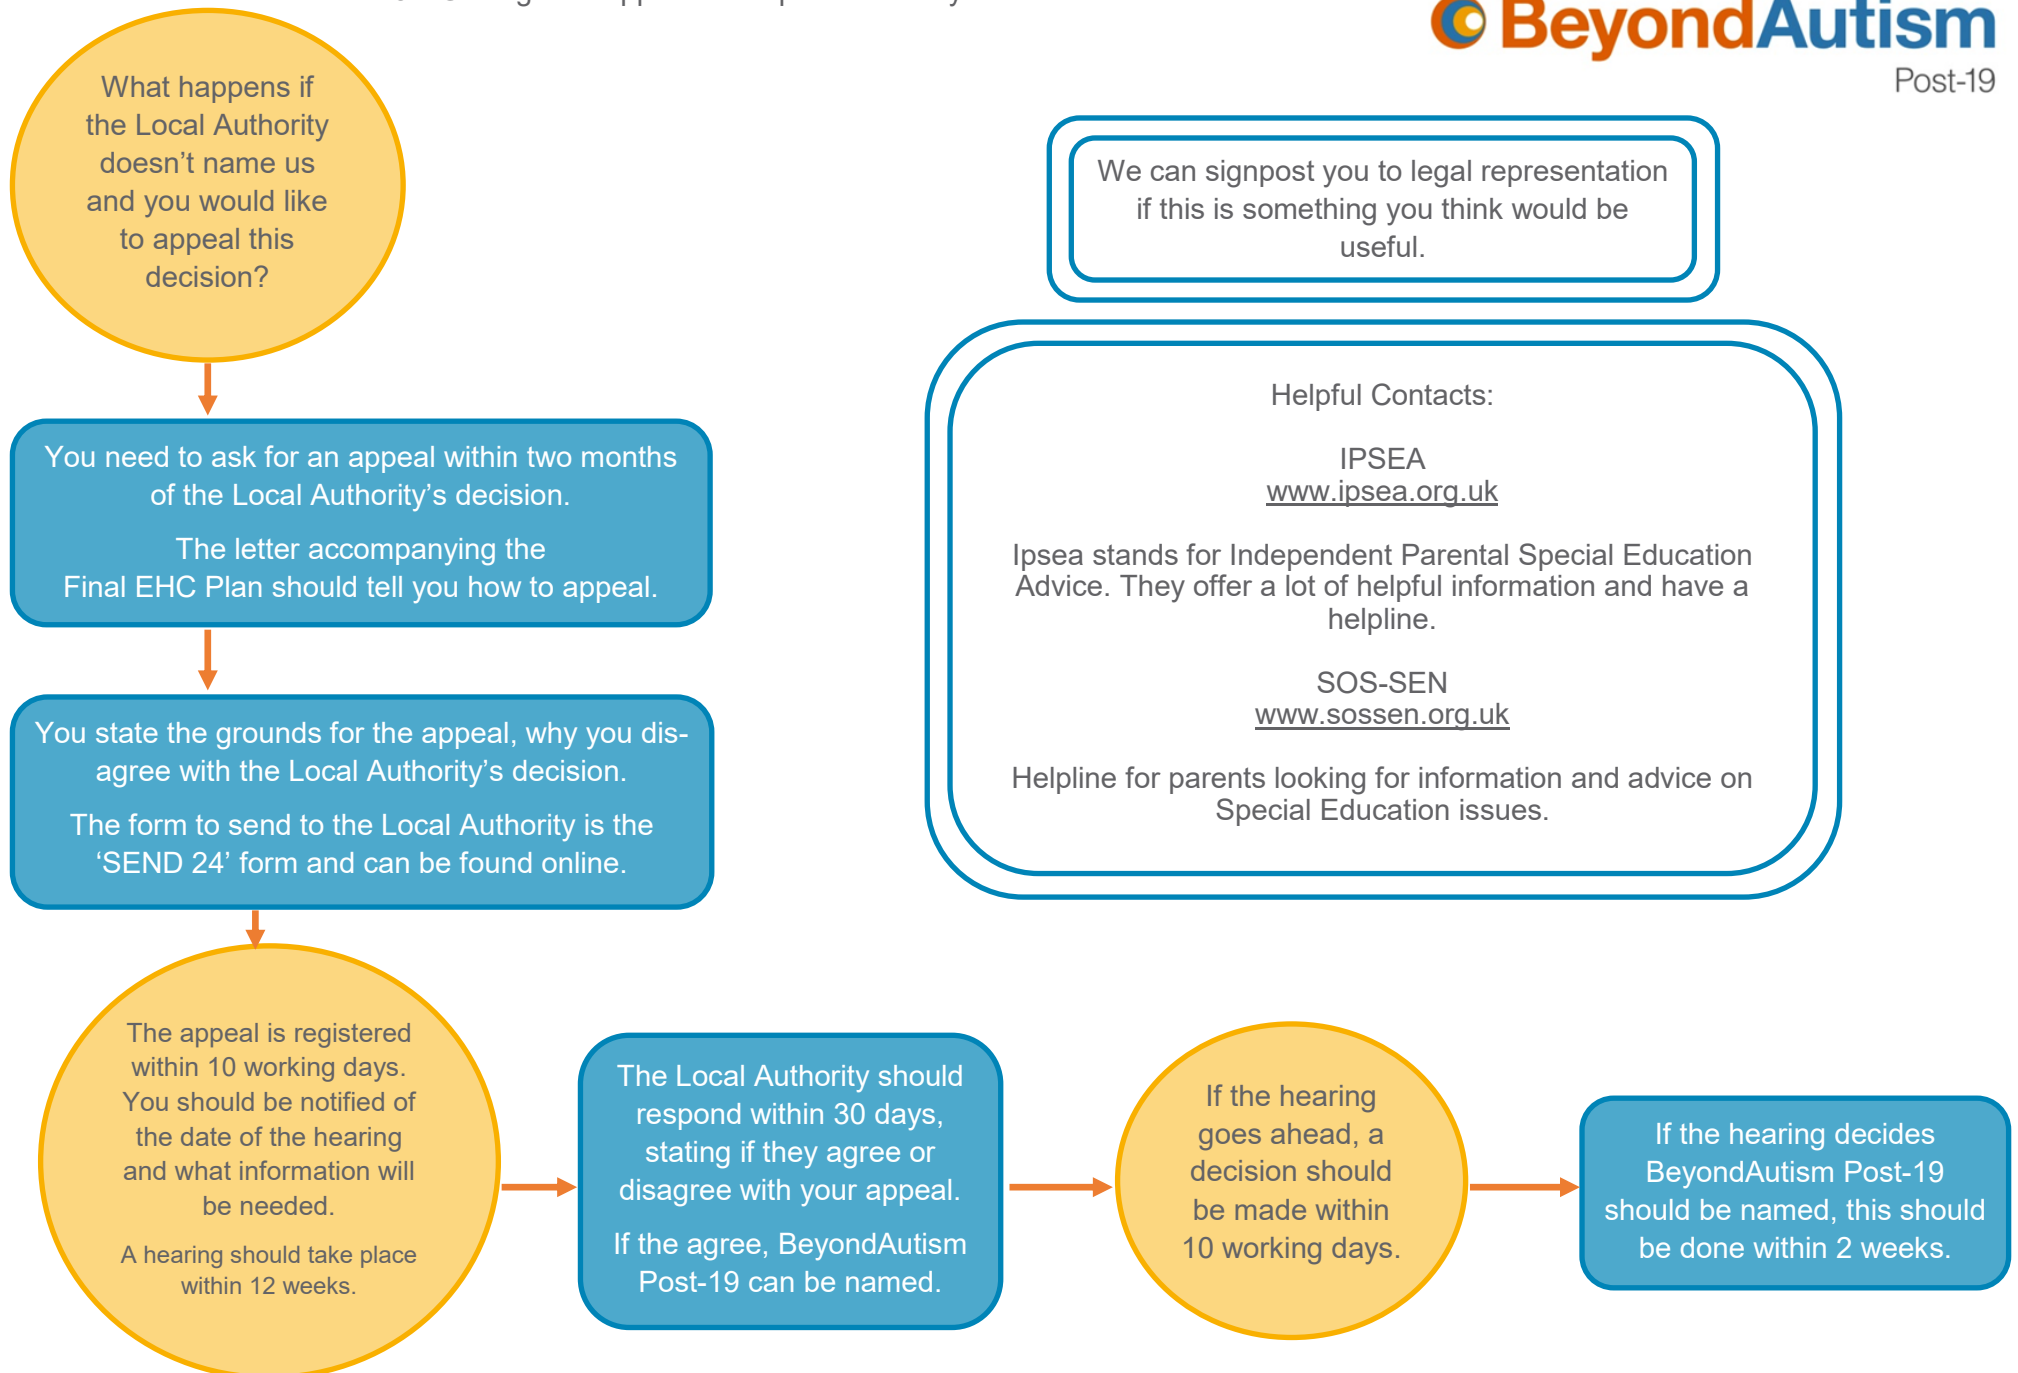 BeyondAutism
Post-19
What happens if
the Local Authority
doesn’t name us
and you would like
to appeal this
decision?
We can signpost you to legal representation
if this is something you think would be
useful.
You need to ask for an appeal within two months
of the Local Authority’s decision.
The letter accompanying the
Final EHC Plan should tell you how to appeal.
Helpful Contacts:
IPSEA
www.ipsea.org.uk
Ipsea stands for Independent Parental Special Education
Advice. They offer a lot of helpful information and have a
helpline.
SOS-SEN
www.sossen.org.uk
Helpline for parents looking for information and advice on
Special Education issues.
You state the grounds for the appeal, why you dis-
agree with the Local Authority’s decision.
The form to send to the Local Authority is the
‘SEND 24’ form and can be found online.
The appeal is registered
within 10 working days.
You should be notified of
the date of the hearing
and what information will
be needed.
A hearing should take place
within 12 weeks.
The Local Authority should
respond within 30 days,
stating if they agree or
disagree with your appeal.
If the agree, BeyondAutism
Post-19 can be named.
If the hearing
goes ahead, a
decision should
be made within
10 working days.
If the hearing decides
BeyondAutism Post-19
should be named, this should
be done within 2 weeks.